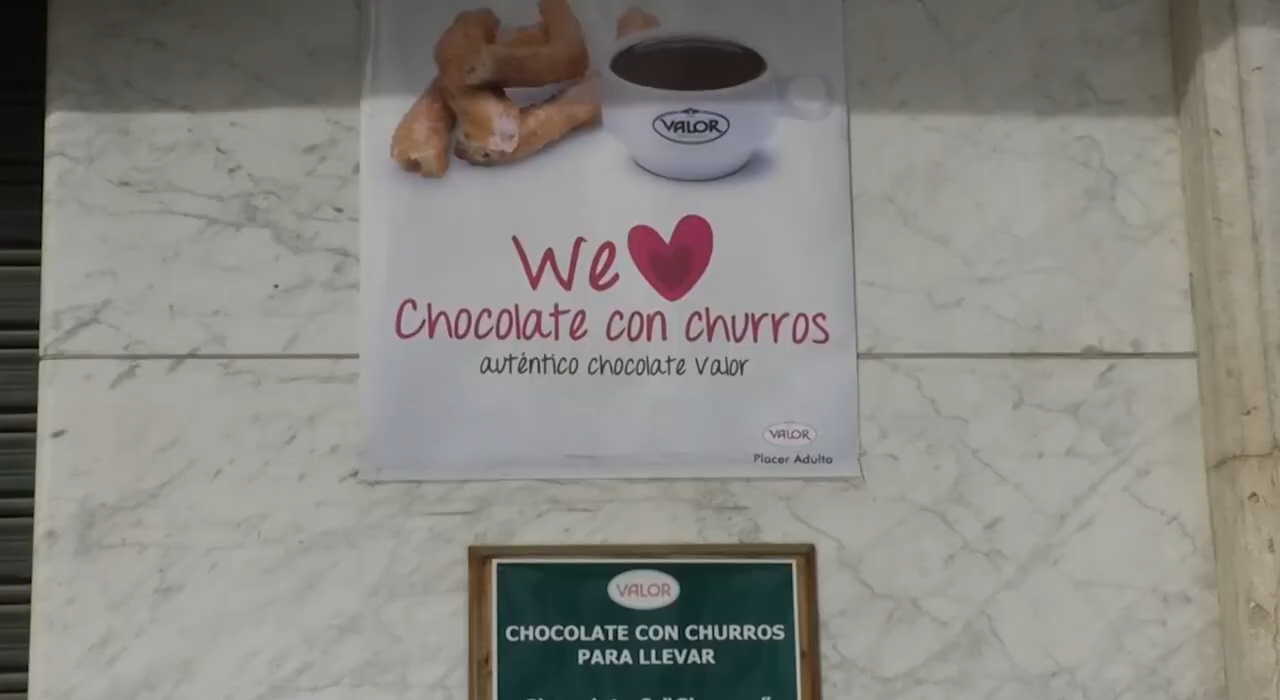 VALOR
We
Chocolate con churros
auténtico chocolate Valor
VALOR
Placer Adulto
VALOR
CHOCOLATE CON CHURROS
PARA LLEVAR